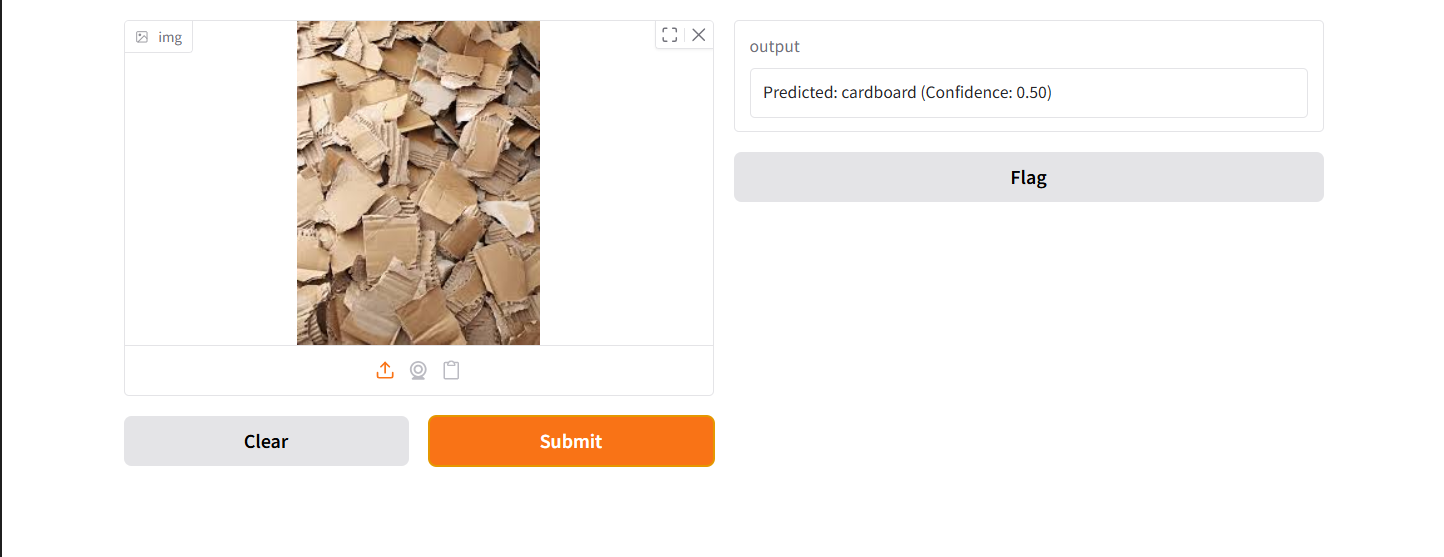 img
output
Predicted: cardboard (Confidence: 0.50)
Flag
Clear
Submit